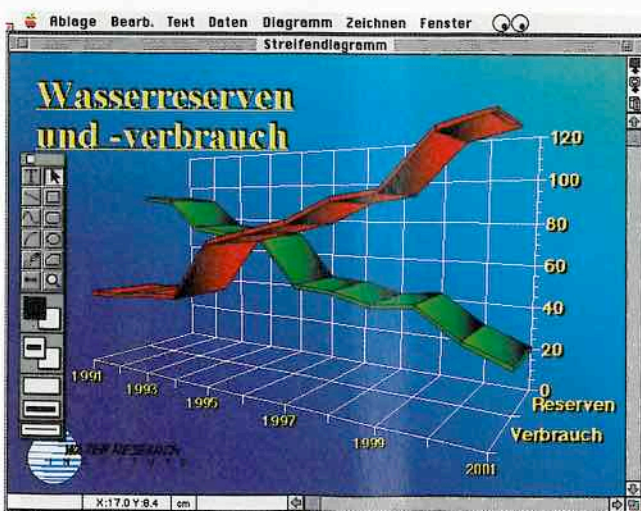 Ablage Bearb. Text Daten Diagramm Zeichnen Fenster
Streifendiagramm
Wasserreserven
und -verbrauch
120
100
80
60
40
20
0
1991
1993
1995
1997
1999
2001
Reserven
Verbrauch
WATER RESEARCH
X:17.0 Y:8.4 cm